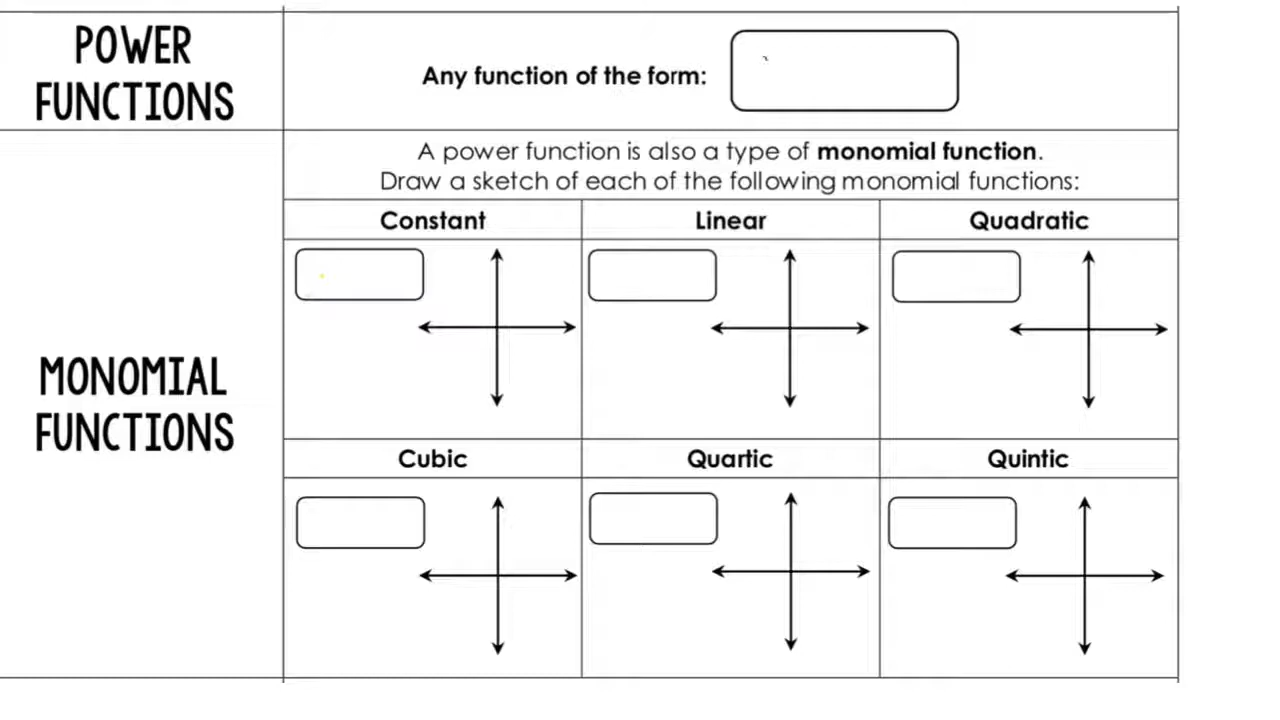 POWER
FUNCTIONS
Any function of the form:
A power function is also a type of monomial function.
Draw a sketch of each of the following monomial functions:
Constant
Linear
Quadratic
MONOMIAL
FUNCTIONS
Cubic
Quartic
Quintic